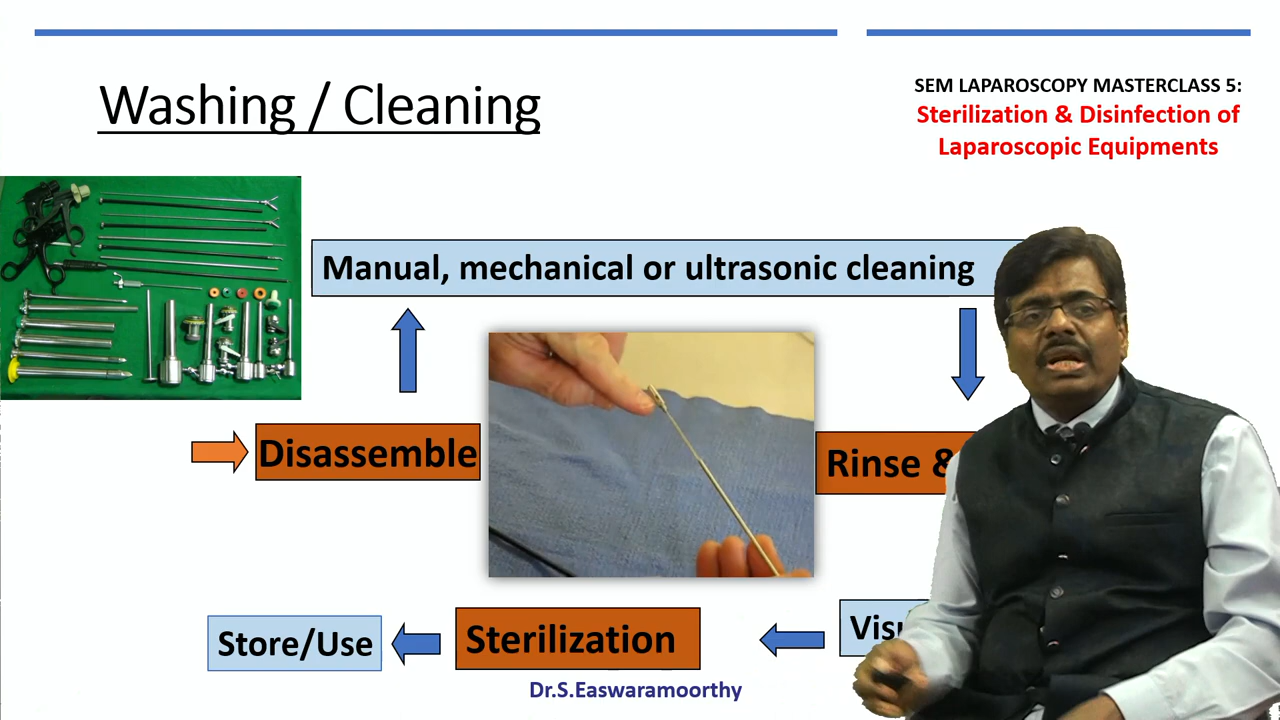 Washing / Cleaning
SEM LAPAROSCOPY MASTERCLASS 5:
Sterilization & Disinfection of
Laparoscopic Equipments
Manual, mechanical or ultrasonic cleaning
Disassemble
Rinse &
Store/Use
Sterilization
Dr.S.Easwaramoorthy